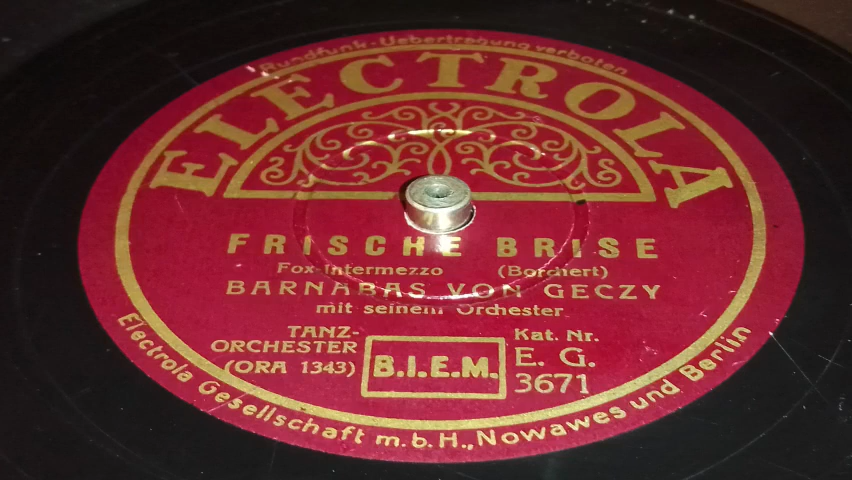 Rundfunk-Uebertragung verboten
ELECTROLA
FRISCHE BRISE
Fox-Intermezzo (Borchert)
BARNABAS VON GECZY
mit seinem Orchester
TANZ-
ORCHESTER
(ORA 1343)
B.I.E.M.
Kat. Nr.
E. G.
3671
Electrola Gesellschaft m.b.H., Nowawes und Berlin